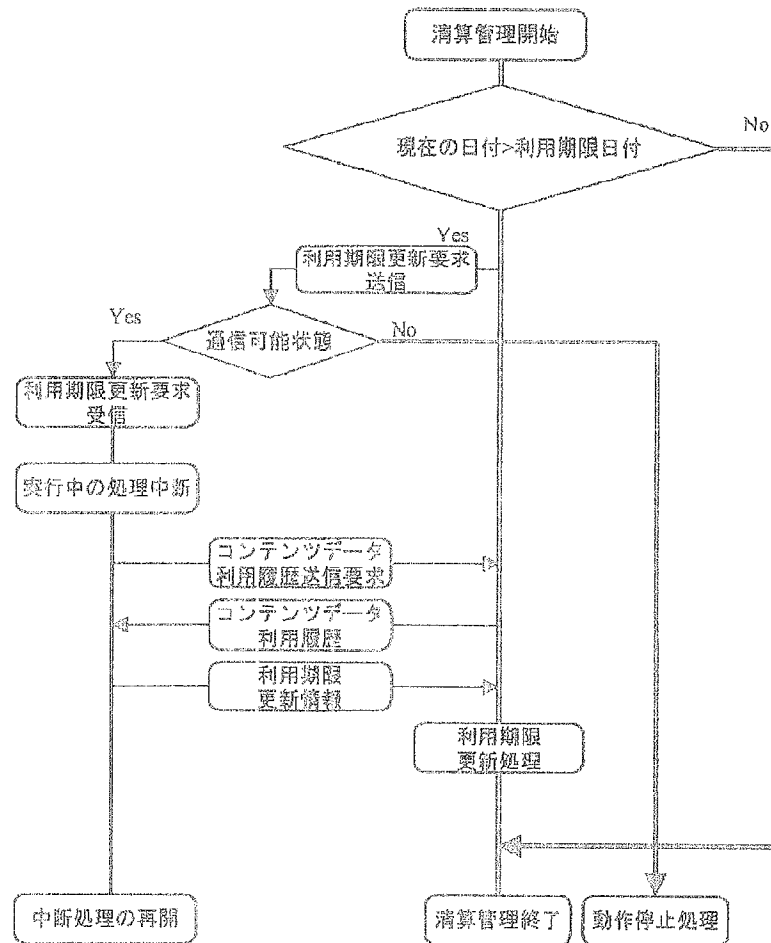 清算管理開始
現在の日付>利用期限日付
No
Yes
利用期限更新要求
送信
Yes
通信可能状態
No
利用期限更新要求
受信
実行中の処理中断
コンテンツデータ
利用履歴送信要求
コンテンツデータ
利用履歴
利用期限
更新情報
利用期限
更新処理
中断処理の再開
清算管理終了
動作停止処理